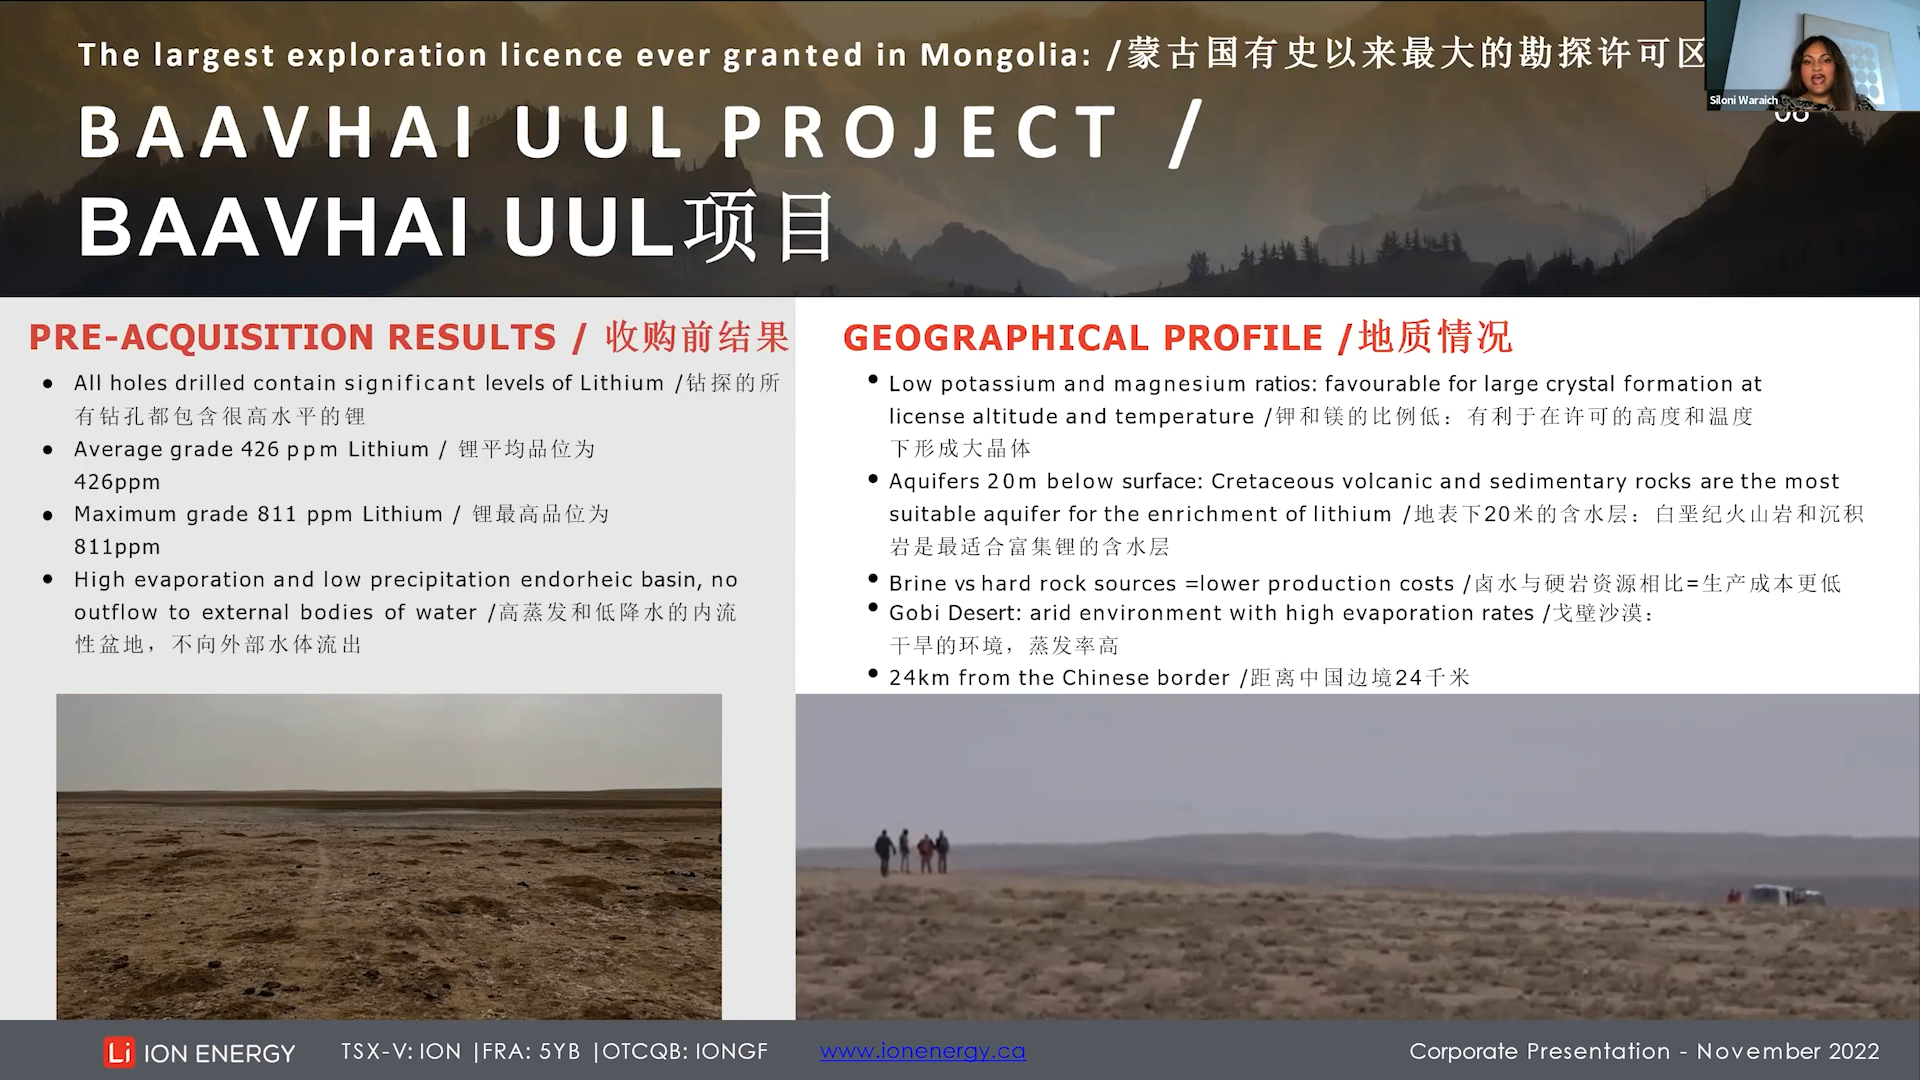 The largest exploration licence ever granted in Mongolia: /蒙古国有史以来最大的勘探许可区
Siloni Waraich
BAAVHAI UUL PROJECT /
BAAVHAI UUL项目
PRE-ACQUISITION RESULTS / 收购前结果
All holes drilled contain significant levels of Lithium /钻探的所
有钻孔都包含很高水平的锂
Average grade 426 ppm Lithium / 锂平均品位为
426ppm
Maximum grade 811 ppm Lithium / 锂最高品位为
811ppm
High evaporation and low precipitation endorheic basin, no
outflow to external bodies of water /高蒸发和低降水的内流
性盆地，不向外部水体流出
GEOGRAPHICAL PROFILE /地质情况
Low potassium and magnesium ratios: favourable for large crystal formation at
license altitude and temperature /钾和镁的比例低：有利于在许可的高度和温度
下形成大晶体
Aquifers 20m below surface: Cretaceous volcanic and sedimentary rocks are the most
suitable aquifer for the enrichment of lithium /地表下20米的含水层：白垩纪火山岩和沉积
岩是最适合富集锂的含水层
Brine vs hard rock sources =lower production costs /卤水与硬岩资源相比=生产成本更低
Gobi Desert: arid environment with high evaporation rates /戈壁沙漠：
干旱的环境，蒸发率高
24km from the Chinese border /距离中国边境24千米
Li ION ENERGY
TSX-V: ION |FRA: 5YB |OTCQB: IONGF
www.ionenergy.ca
Corporate Presentation - November 2022